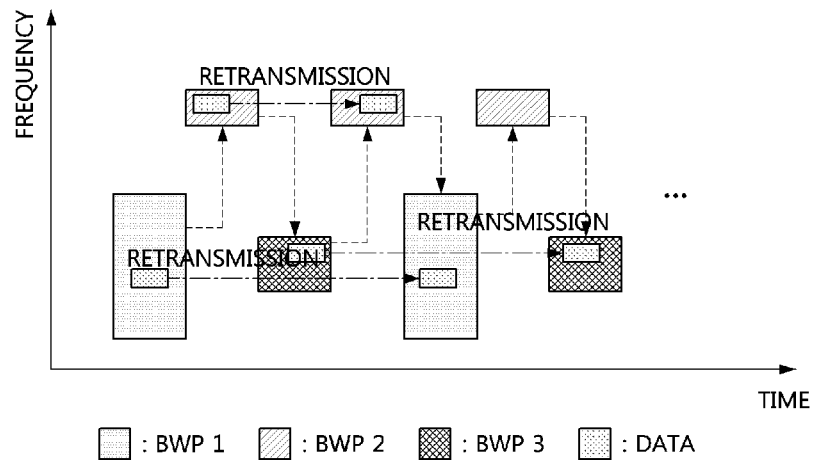 FREQUENCY
RETRANSMISSION
RETRANSMISSION
RETRANSMISSION
...
TIME
: BWP 1 : BWP 2 : BWP 3 : DATA